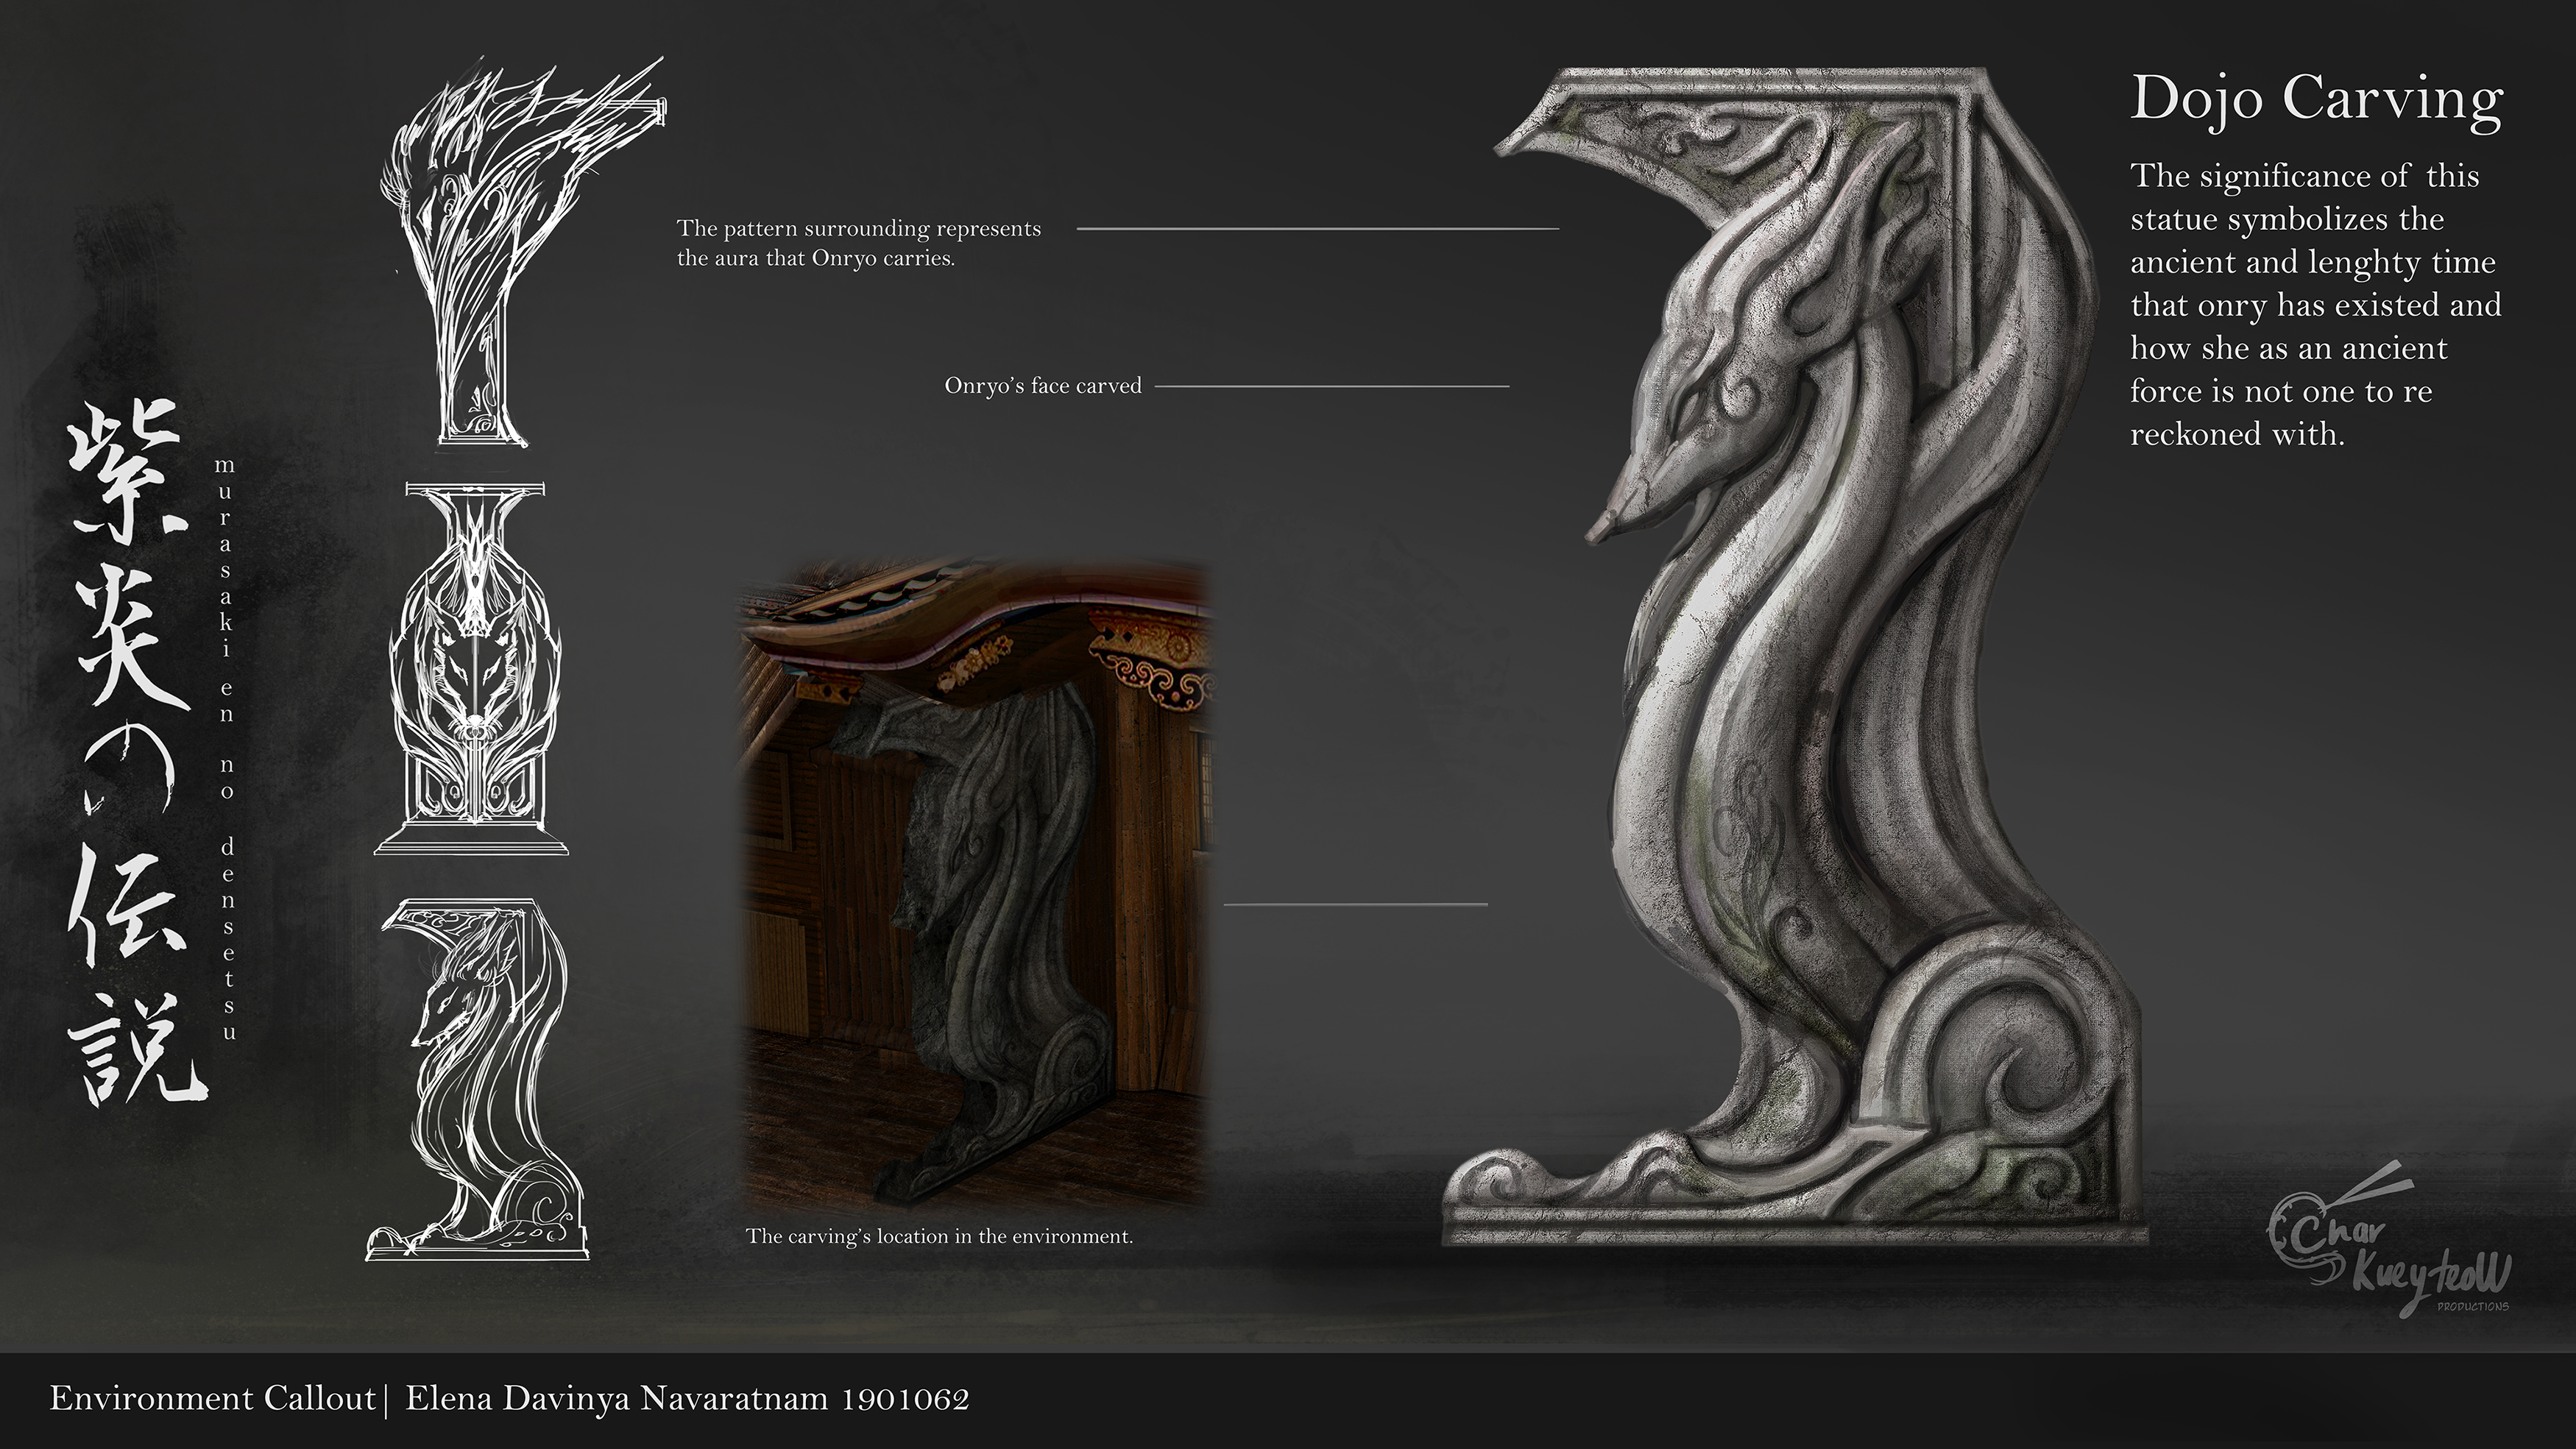 紫炎の伝説
murasaki en no densetsu
The pattern surrounding represents
the aura that Onryo carries.
Onryo's face carved
The carving's location in the environment.
Dojo Carving
The significance of this
statue symbolizes the
ancient and lenghty time
that onry has existed and
how she as an ancient
force is not one to re
reckoned with.
Char
Kueyteow
PRODUCTIONS
Environment Callout| Elena Davinya Navaratnam 1901062